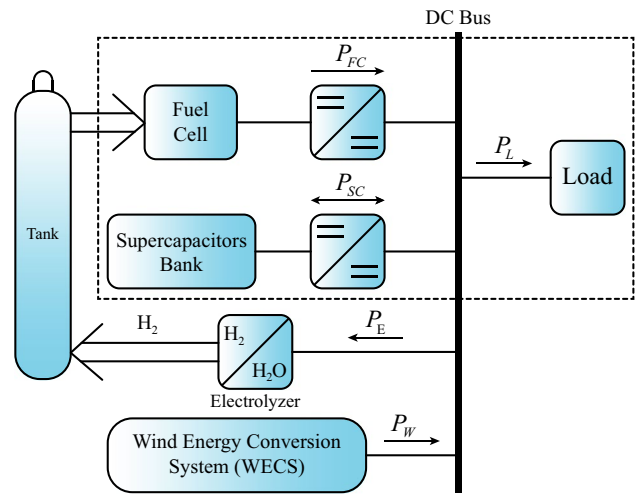 DC Bus
P_FC
Fuel
Cell
P_L
Load
P_SC
Tank
Supercapacitors
Bank
H₂
P_E
H₂
H₂O
Electrolyzer
P_W
Wind Energy Conversion
System (WECS)